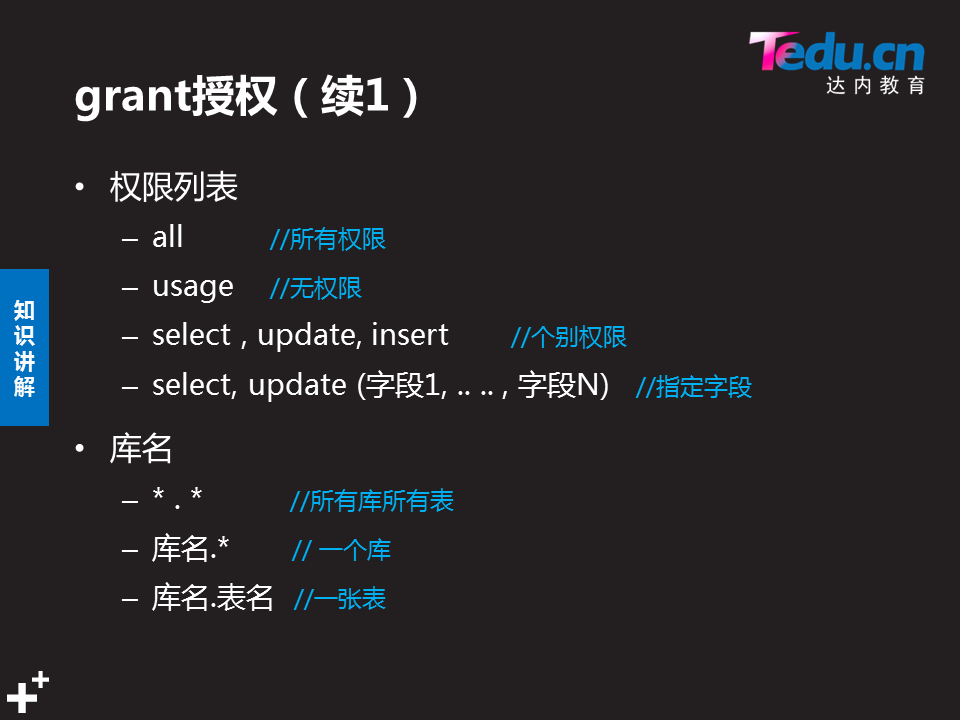 Tedu.cn
达内教育
grant授权（续1）
• 权限列表
– all //所有权限
– usage //无权限
– select , update, insert //个别权限
– select, update (字段1, .. .. , 字段N) //指定字段
知识讲解
• 库名
– * . * //所有库所有表
– 库名.* // 一个库
– 库名.表名 //一张表